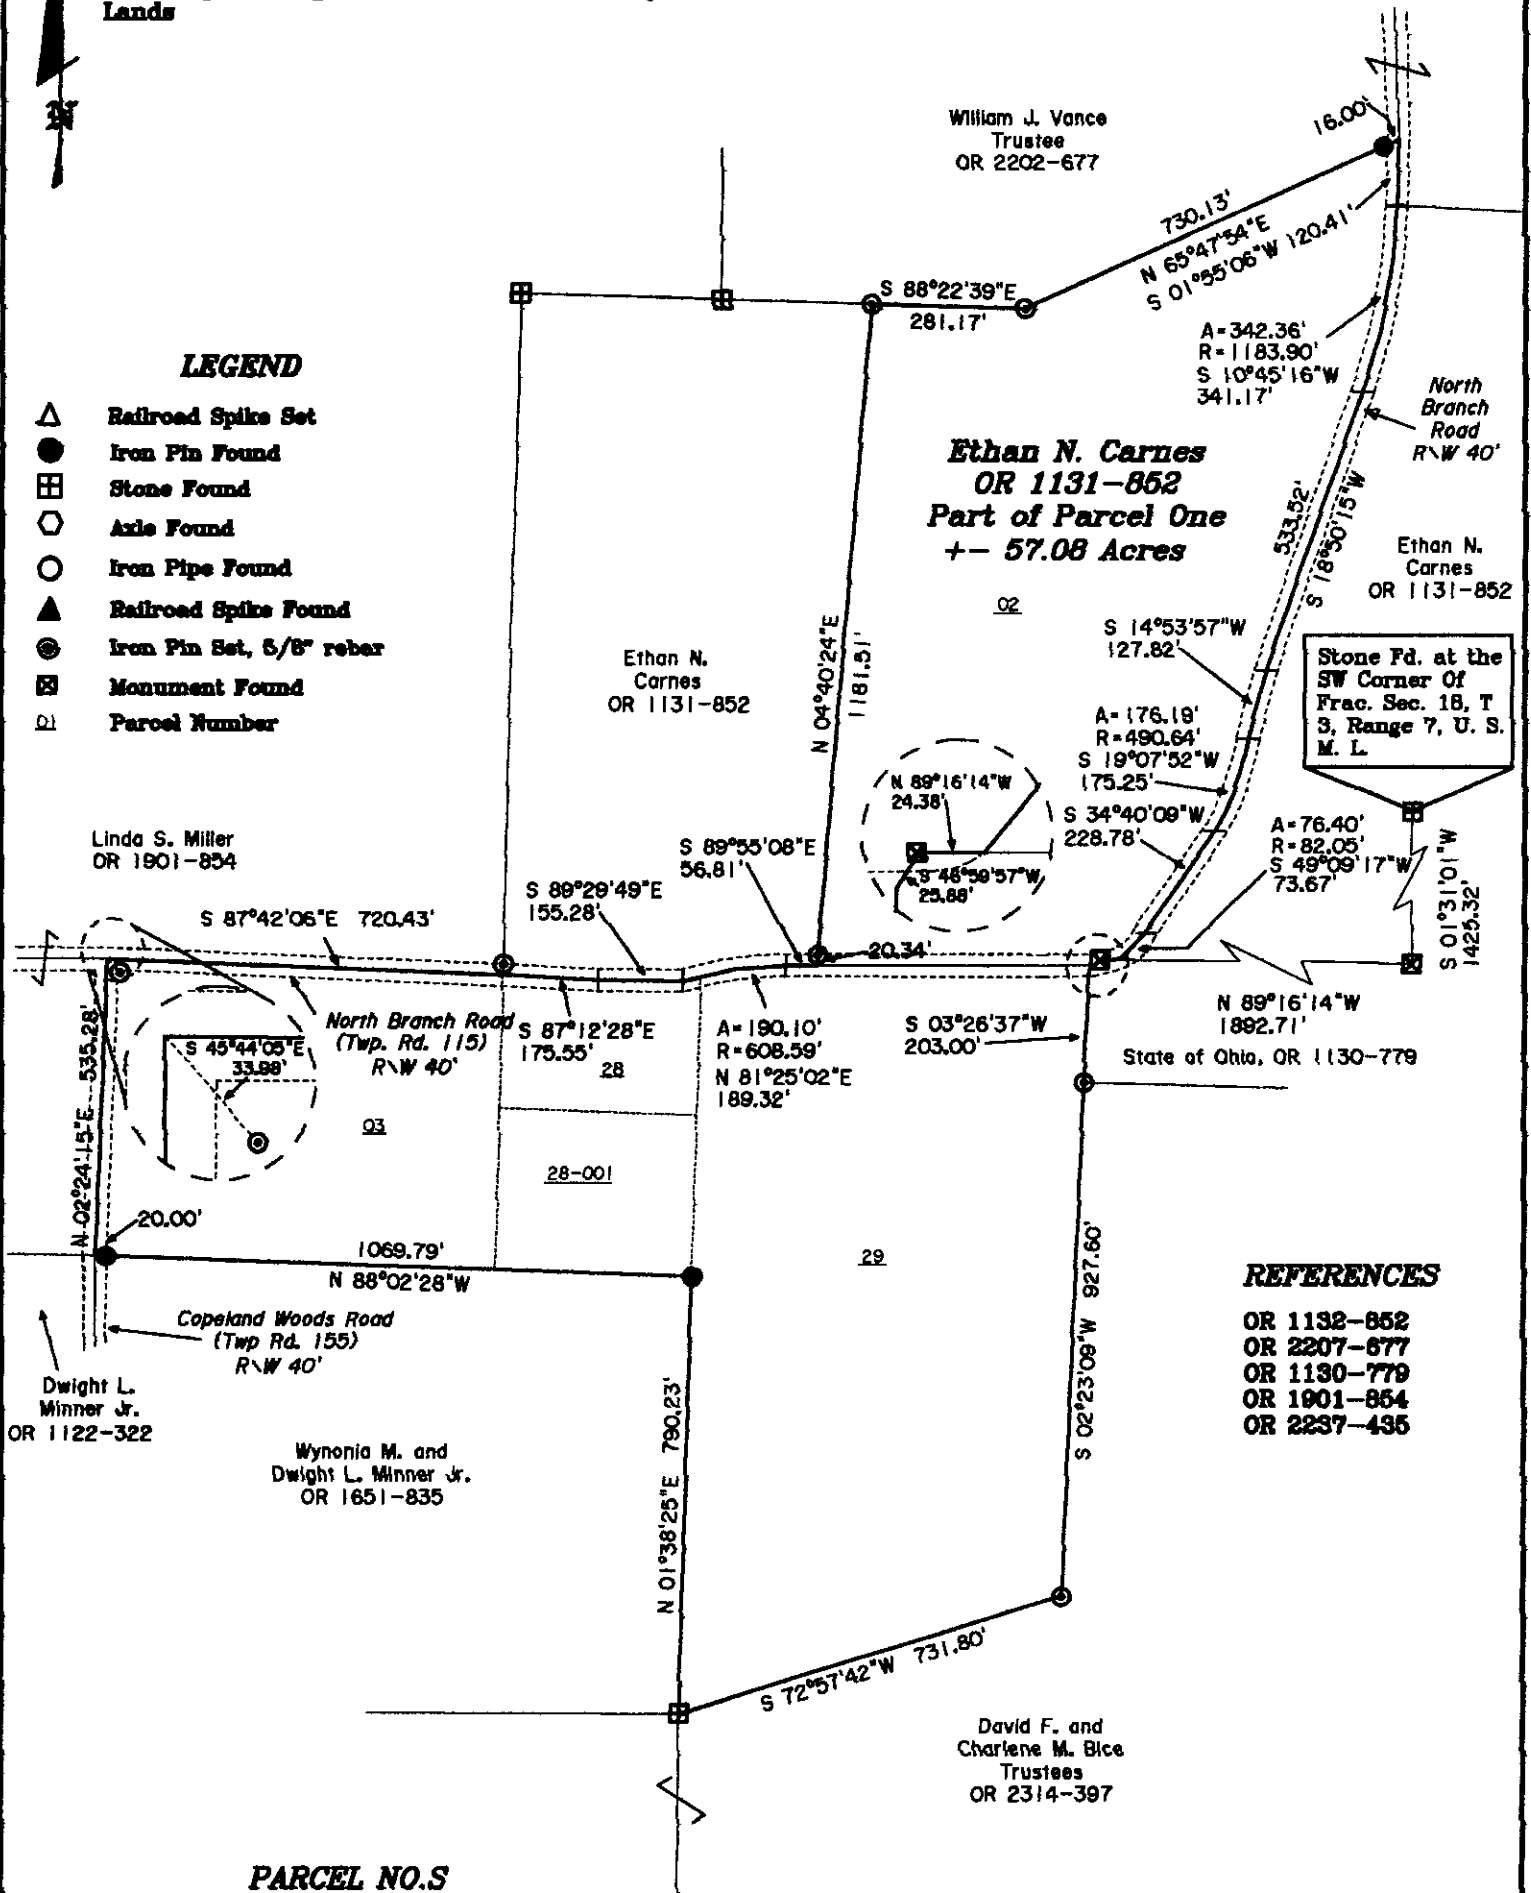 Lands
N
William J. Vance
Trustee
OR 2202-677
16.00'
730.13'
N 65°47'54"E
S 01°55'06"W 120.41'
S 88°22'39"E
281.17'
A=342.36'
R=1183.90'
S 10°45'16"W
341.17'
North
Branch
Road
R\W 40'
LEGEND
Railroad Spike Set
Iron Pin Found
Stone Found
Axle Found
Iron Pipe Found
Railroad Spike Found
Iron Pin Set, 5/8" rebar
Monument Found
01 Parcel Number
Ethan N. Carnes
OR 1131-852
Part of Parcel One
+- 57.08 Acres
02
533.52'
S 18°50'15"W
Ethan N.
Carnes
OR 1131-852
S 14°53'57"W
127.82'
Stone Fd. at the
SW Corner Of
Frac. Sec. 18, T
3, Range 7, U. S.
M. L.
Ethan N.
Carnes
OR 1131-852
N 04°40'24"E
1181.51'
A=176.19'
R=490.64'
S 19°07'52"W
175.25'
N 89°16'14"W
24.38'
S 46°59'57"W
25.88'
S 34°40'09"W
228.78'
A=76.40'
R=82.05'
S 49°09'17"W
73.67'
S 01°31'01"W
1425.32'
Linda S. Miller
OR 1901-854
S 89°55'08"E
56.81'
S 89°29'49"E
155.28'
S 87°42'06"E 720.43'
20.34'
N 89°16'14"W
1892.71'
State of Ohio, OR 1130-779
North Branch Road
(Twp. Rd. 115)
R\W 40'
S 87°12'28"E
175.55'
28
A=190.10'
R=608.59'
N 81°25'02"E
189.32'
S 03°26'37"W
203.00'
S 45°44'05"E
33.98'
N 02°24'15"E 535.28'
03
28-001
20.00'
1069.79'
N 88°02'28"W
29
S 02°23'09"W 927.60'
Copeland Woods Road
(Twp Rd. 155)
R\W 40'
Dwight L.
Minner Jr.
OR 1122-322
REFERENCES
OR 1132-852
OR 2207-677
OR 1130-779
OR 1901-854
OR 2237-435
Wynonia M. and
Dwight L. Minner Jr.
OR 1651-835
N 01°38'25"E 790.23'
S 72°57'42"W 731.80'
David F. and
Charlene M. Bice
Trustees
OR 2314-397
PARCEL NO.S